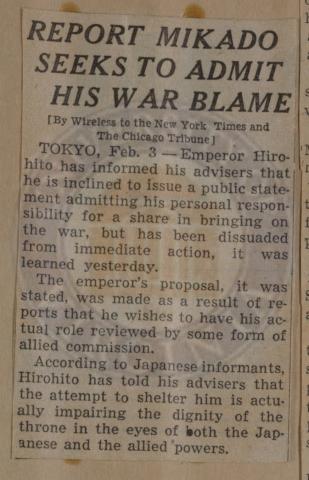 REPORT MIKADO
SEEKS TO ADMIT
HIS WAR BLAME
[By Wireless to the New York Times and
The Chicago Tribune]
TOKYO, Feb. 3 — Emperor Hiro-
hito has informed his advisers that
he is inclined to issue a public state-
ment admitting his personal respon-
sibility for a share in bringing on
the war, but has been dissuaded
from immediate action, it was
learned yesterday.
The emperor's proposal, it was
stated, was made as a result of re-
ports that he wishes to have his ac-
tual role reviewed by some form of
allied commission.
According to Japanese informants,
Hirohito has told his advisers that
the attempt to shelter him is actu-
ally impairing the dignity of the
throne in the eyes of both the Jap-
anese and the allied powers.